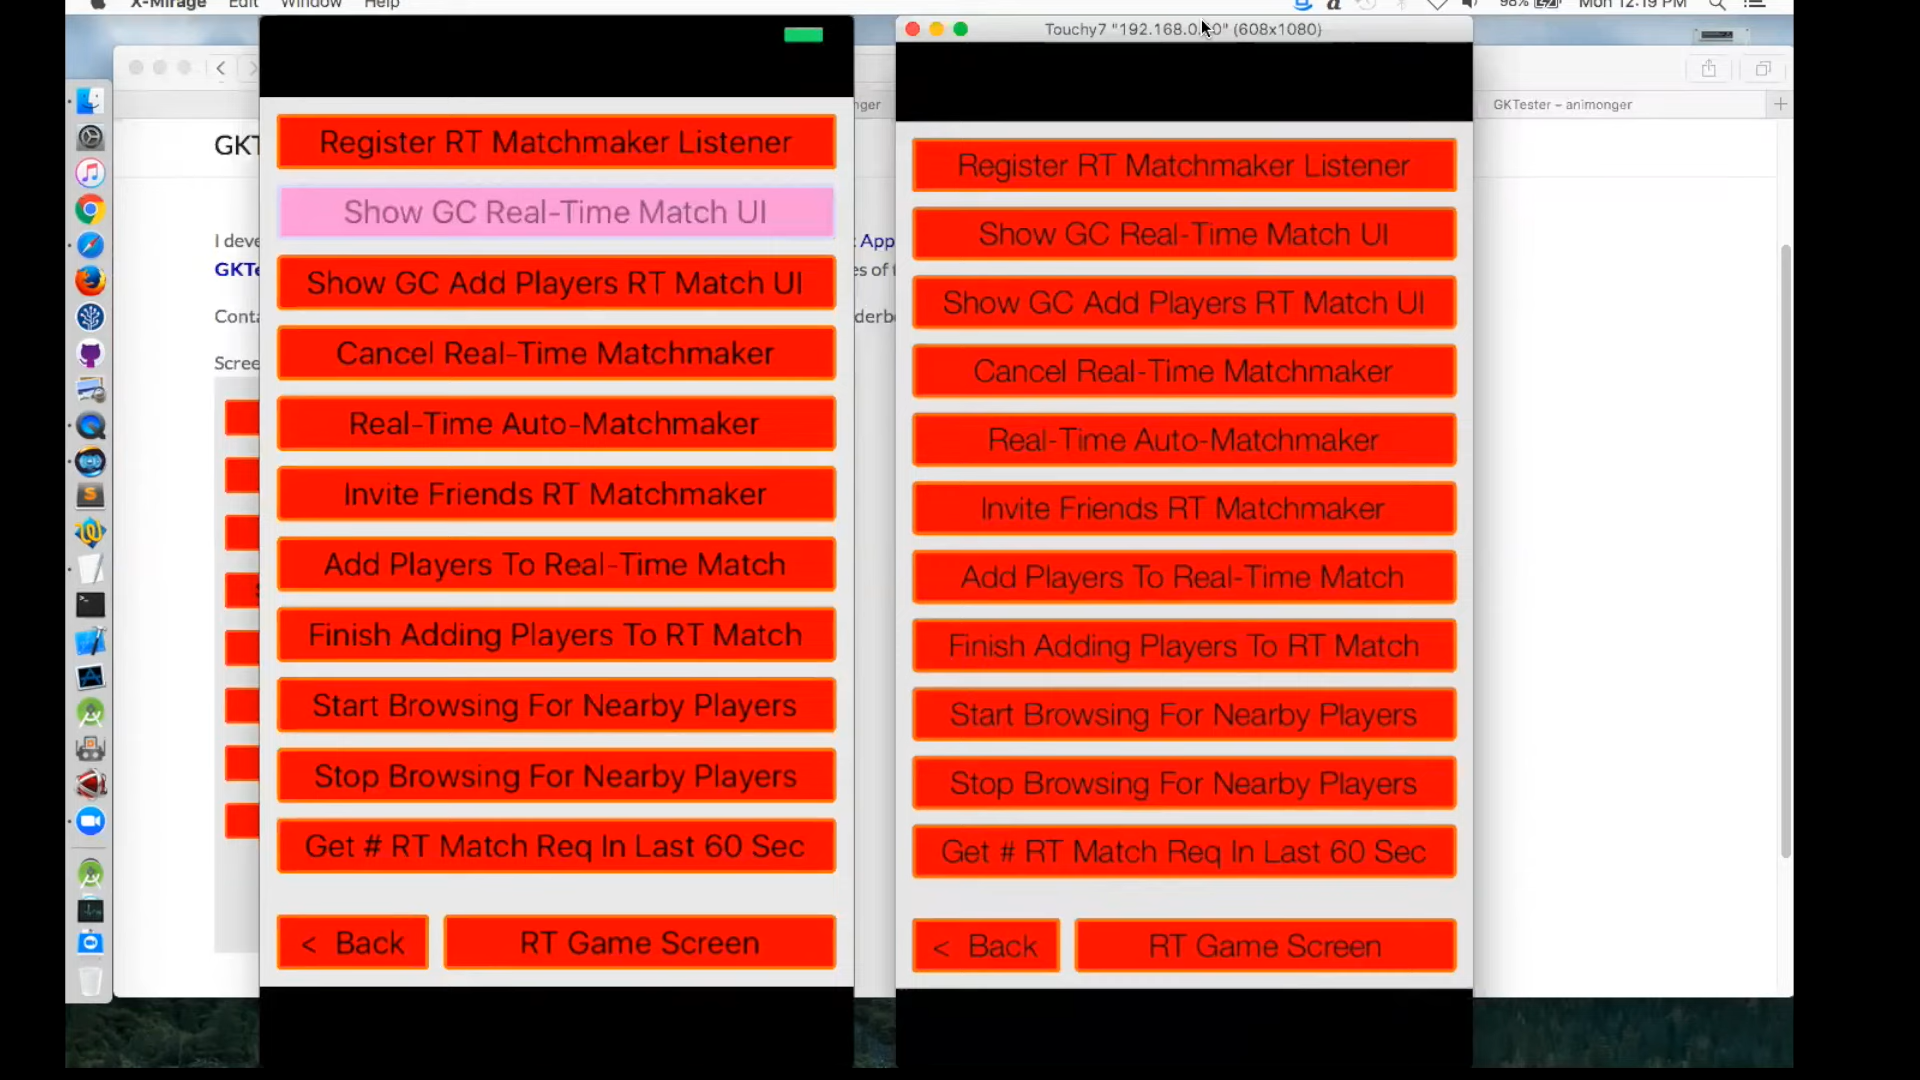 X-Mirage Edit Window Help
98% Mon 12:19 PM
Touchy7 "192.168.0. 0" (608x1080)
nger
GKTester – animonger
GKT
I deve
: App
GKTe
es of t
Conta
derbo
Scree
Register RT Matchmaker Listener
Show GC Real-Time Match UI
Show GC Add Players RT Match UI
Cancel Real-Time Matchmaker
Real-Time Auto-Matchmaker
Invite Friends RT Matchmaker
Add Players To Real-Time Match
Finish Adding Players To RT Match
Start Browsing For Nearby Players
Stop Browsing For Nearby Players
Get # RT Match Req In Last 60 Sec
< Back
RT Game Screen
Register RT Matchmaker Listener
Show GC Real-Time Match UI
Show GC Add Players RT Match UI
Cancel Real-Time Matchmaker
Real-Time Auto-Matchmaker
Invite Friends RT Matchmaker
Add Players To Real-Time Match
Finish Adding Players To RT Match
Start Browsing For Nearby Players
Stop Browsing For Nearby Players
Get # RT Match Req In Last 60 Sec
< Back
RT Game Screen